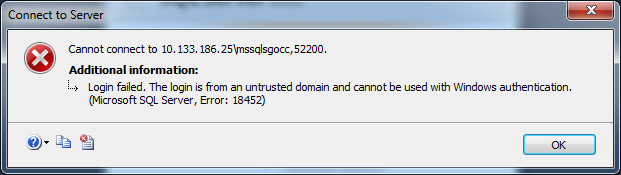 Connect to Server
Cannot connect to 10.133.186.25\mssqlsgocc,52200.
Additional information:
Login failed. The login is from an untrusted domain and cannot be used with Windows authentication.
(Microsoft SQL Server, Error: 18452)
OK